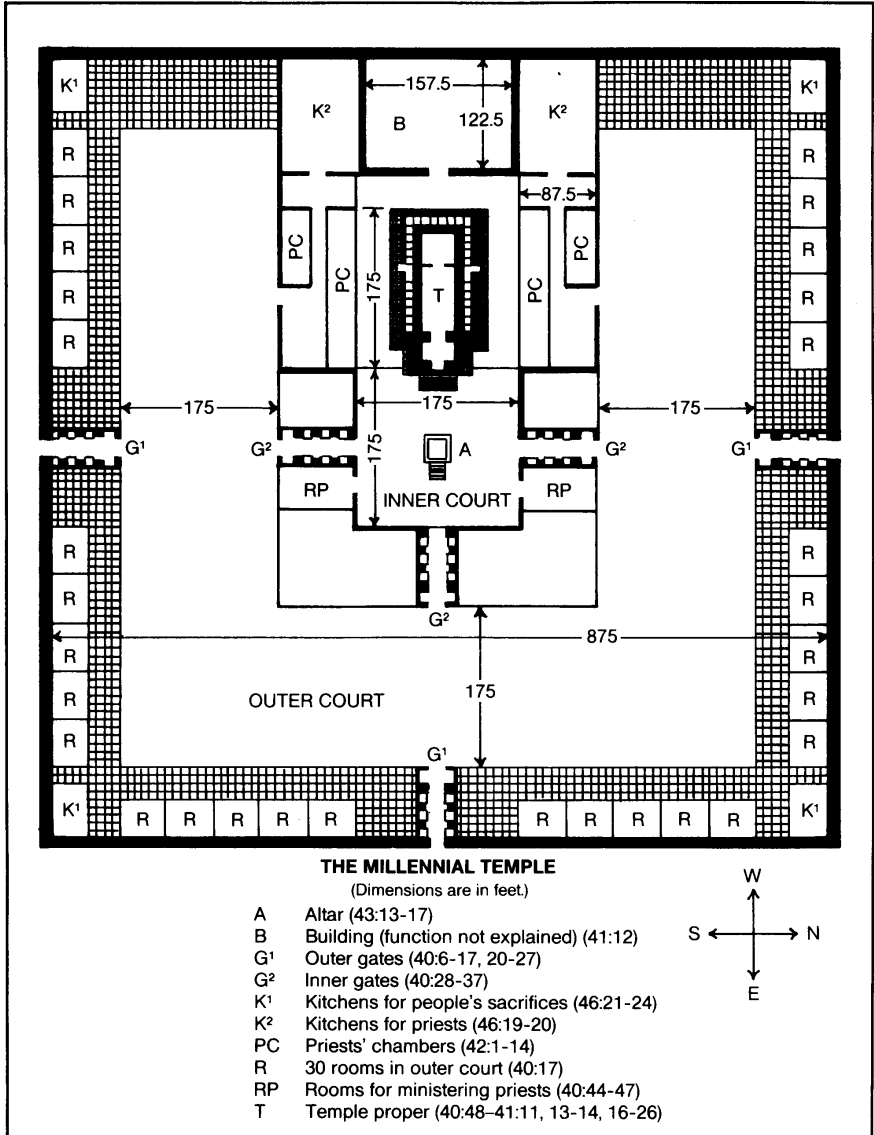 K¹ K² 157.5 B 122.5 K² K¹
R R
R 87.5 R
R PC PC 175 T PC PC R
R R
R R
175 175 175
G¹ G² 175 A G² G¹
RP INNER COURT RP
R R
R G² R
875
R R
R 175 R
OUTER COURT
R R
G¹
K¹ R R R R R R R R R R K¹
THE MILLENNIAL TEMPLE
(Dimensions are in feet.)
A Altar (43:13-17)
B Building (function not explained) (41:12)
G¹ Outer gates (40:6-17, 20-27)
G² Inner gates (40:28-37)
K¹ Kitchens for people's sacrifices (46:21-24)
K² Kitchens for priests (46:19-20)
PC Priests' chambers (42:1-14)
R 30 rooms in outer court (40:17)
RP Rooms for ministering priests (40:44-47)
T Temple proper (40:48–41:11, 13-14, 16-26)
W
S N
E